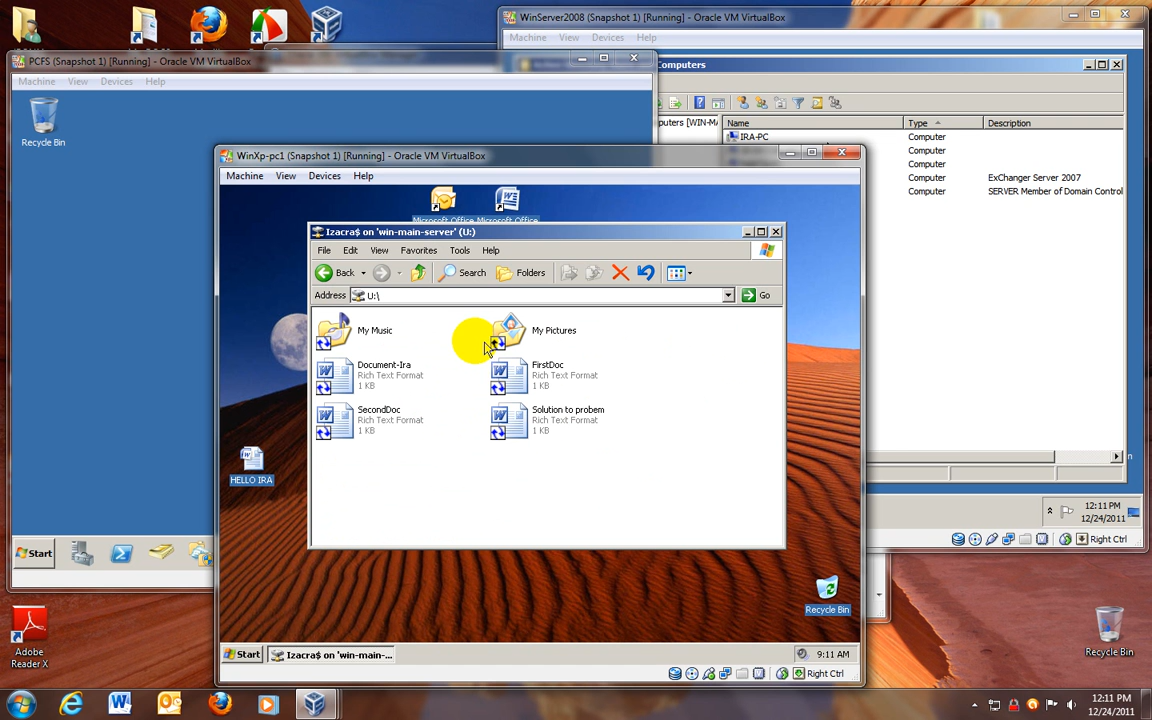 WinServer2008 (Snapshot 1) [Running] - Oracle VM VirtualBox
Machine View Devices Help
PCFS (Snapshot 1) [Running] - Oracle VM VirtualBox
Machine View Devices Help
Recycle Bin
Computers
puters [WIN-M
Name Type Description
IRA-PC Computer
Computer
Computer
Computer ExChanger Server 2007
Computer SERVER Member of Domain Control
WinXp-pc1 (Snapshot 1) [Running] - Oracle VM VirtualBox
Machine View Devices Help
Microsoft Office Microsoft Office
Izacra$ on 'win-main-server' (U:)
File Edit View Favorites Tools Help
Back Search Folders
Address U:\ Go
My Music My Pictures
Document-Ira
Rich Text Format
1 KB
FirstDoc
Rich Text Format
1 KB
SecondDoc
Rich Text Format
1 KB
Solution to probem
Rich Text Format
1 KB
HELLO IRA
Recycle Bin
Start Izacra$ on 'win-main-... 9:11 AM
Right Ctrl
Start
12:11 PM
12/24/2011
Right Ctrl
Adobe
Reader X
Recycle Bin
12:11 PM
12/24/2011